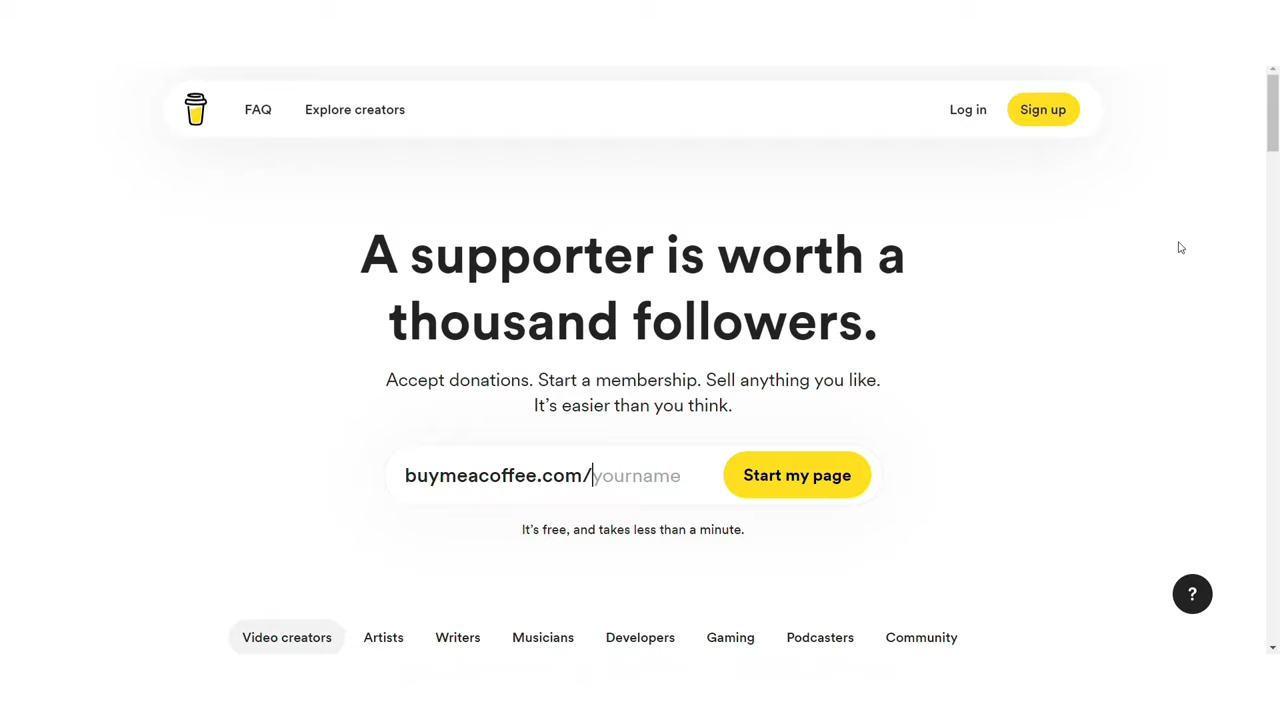 FAQ
Explore creators
Log in
Sign up
A supporter is worth a
thousand followers.
Accept donations. Start a membership. Sell anything you like.
It’s easier than you think.
buymeacoffee.com/yourname
Start my page
It’s free, and takes less than a minute.
?
Video creators
Artists
Writers
Musicians
Developers
Gaming
Podcasters
Community